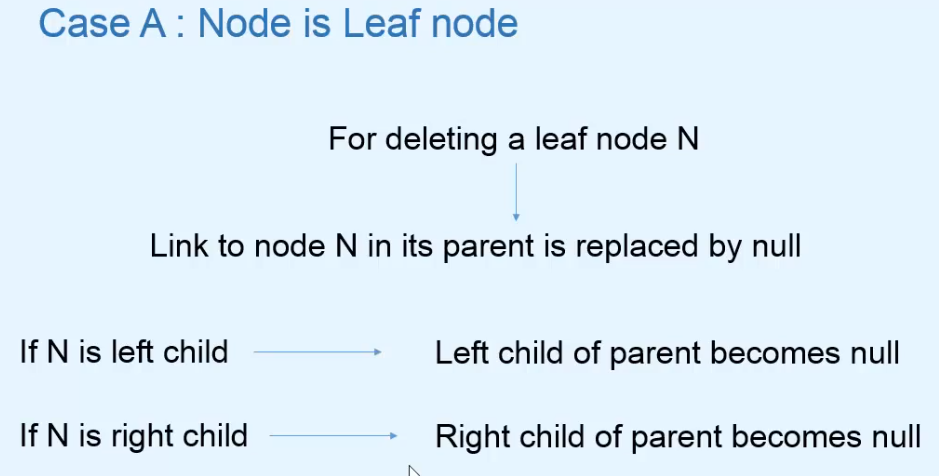 Case A : Node is Leaf node
For deleting a leaf node N
Link to node N in its parent is replaced by null
If N is left child
Left child of parent becomes null
If N is right child
Right child of parent becomes null